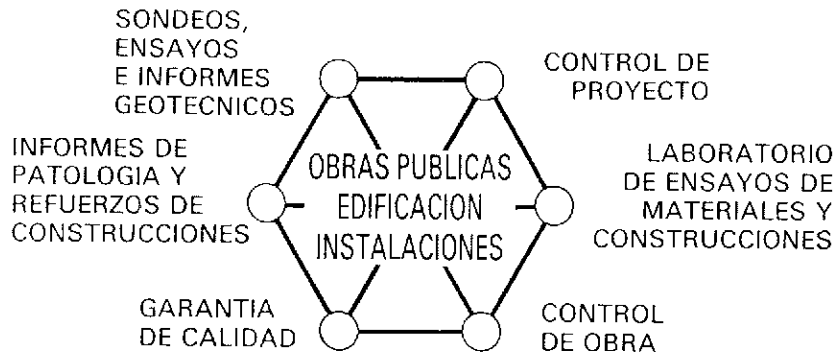 SONDEOS,
ENSAYOS
E INFORMES
GEOTECNICOS
CONTROL DE
PROYECTO
INFORMES DE
PATOLOGIA Y
REFUERZOS DE
CONSTRUCCIONES
OBRAS PUBLICAS
EDIFICACION
INSTALACIONES
LABORATORIO
DE ENSAYOS DE
MATERIALES Y
CONSTRUCCIONES
GARANTIA
DE CALIDAD
CONTROL
DE OBRA